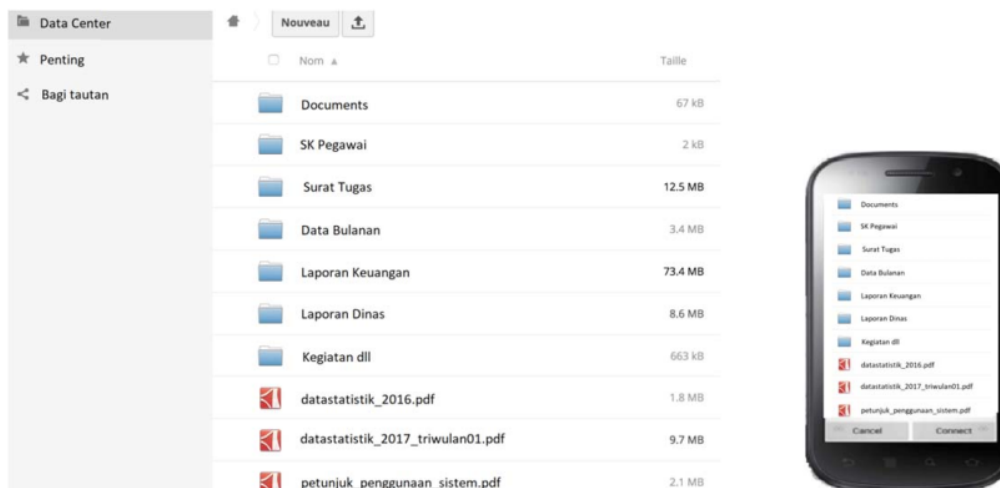 Data Center
Penting
Bagi tautan
Nouveau
Nom Taille
Documents 67 kB
SK Pegawai 2 kB
Surat Tugas 12.5 MB
Data Bulanan 3.4 MB
Laporan Keuangan 73.4 MB
Laporan Dinas 8.6 MB
Kegiatan dll 663 kB
datastatistik_2016.pdf 1.8 MB
datastatistik_2017_triwulan01.pdf 9.7 MB
petunjuk_penggunaan_sistem.pdf 2.1 MB
Documents
SK Pegawai
Surat Tugas
Data Bulanan
Laporan Keuangan
Laporan Dinas
Kegiatan dll
datastatistik_2016.pdf
datastatistik_2017_triwulan01.pdf
petunjuk_penggunaan_sistem.pdf
Cancel Connect